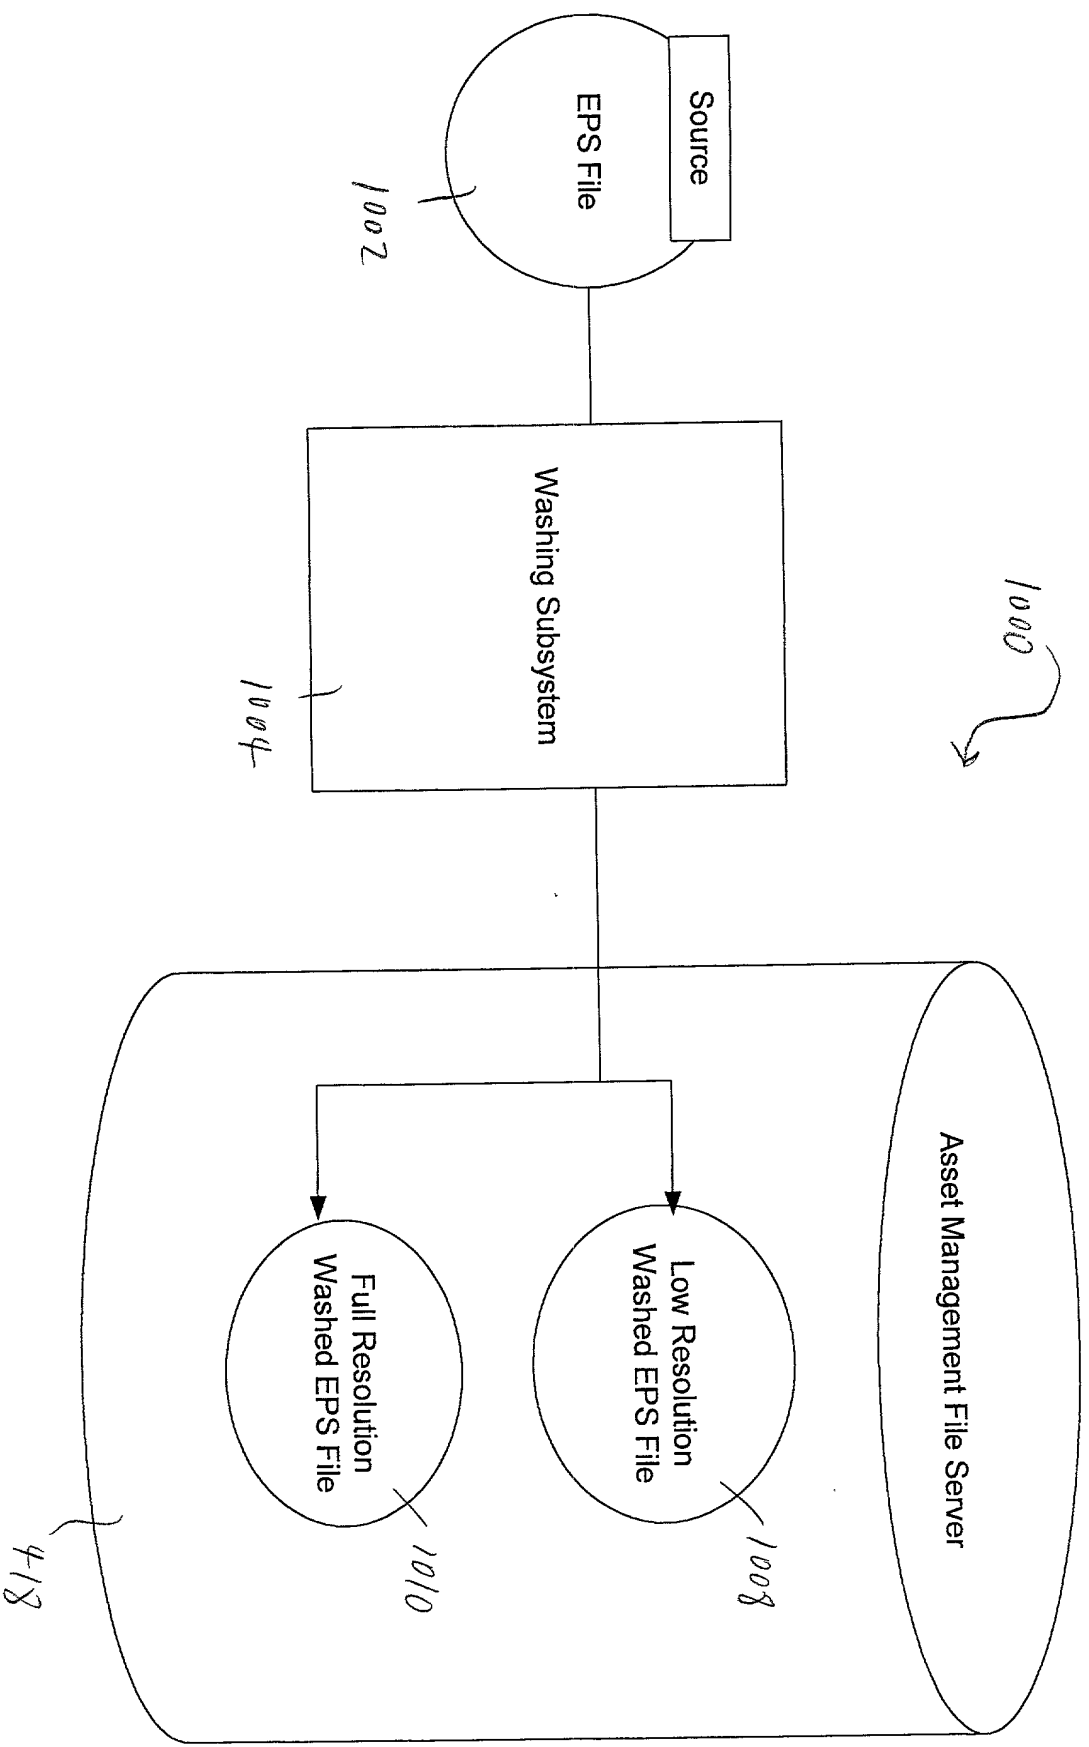 1000
Source
EPS File
1002
Washing Subsystem
1004
Asset Management File Server
Low Resolution
Washed EPS File
1008
Full Resolution
Washed EPS File
1010
418